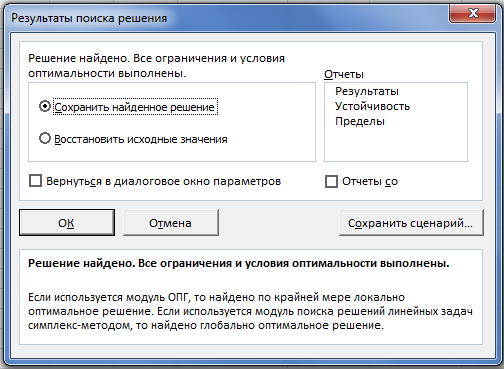 Результаты поиска решения
Решение найдено. Все ограничения и условия
оптимальности выполнены.
Отчеты
Результаты
Устойчивость
Пределы
Сохранить найденное решение
Восстановить исходные значения
Вернуться в диалоговое окно параметров
Отчеты со
ОК
Отмена
Сохранить сценарий...
Решение найдено. Все ограничения и условия оптимальности выполнены.
Если используется модуль ОПГ, то найдено по крайней мере локально
оптимальное решение. Если используется модуль поиска решений линейных задач
симплекс-методом, то найдено глобально оптимальное решение.